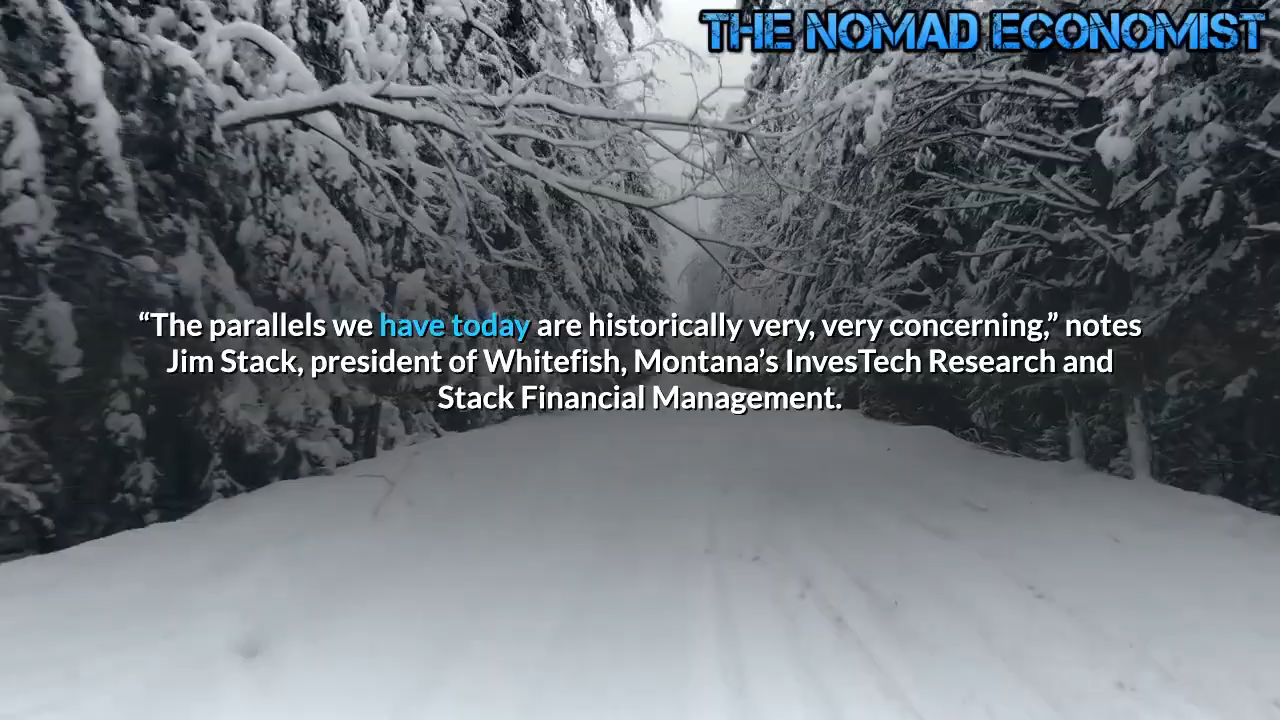 THE NOMAD ECONOMIST
“The parallels we have today are historically very, very concerning,” notes
Jim Stack, president of Whitefish, Montana’s InvesTech Research and
Stack Financial Management.